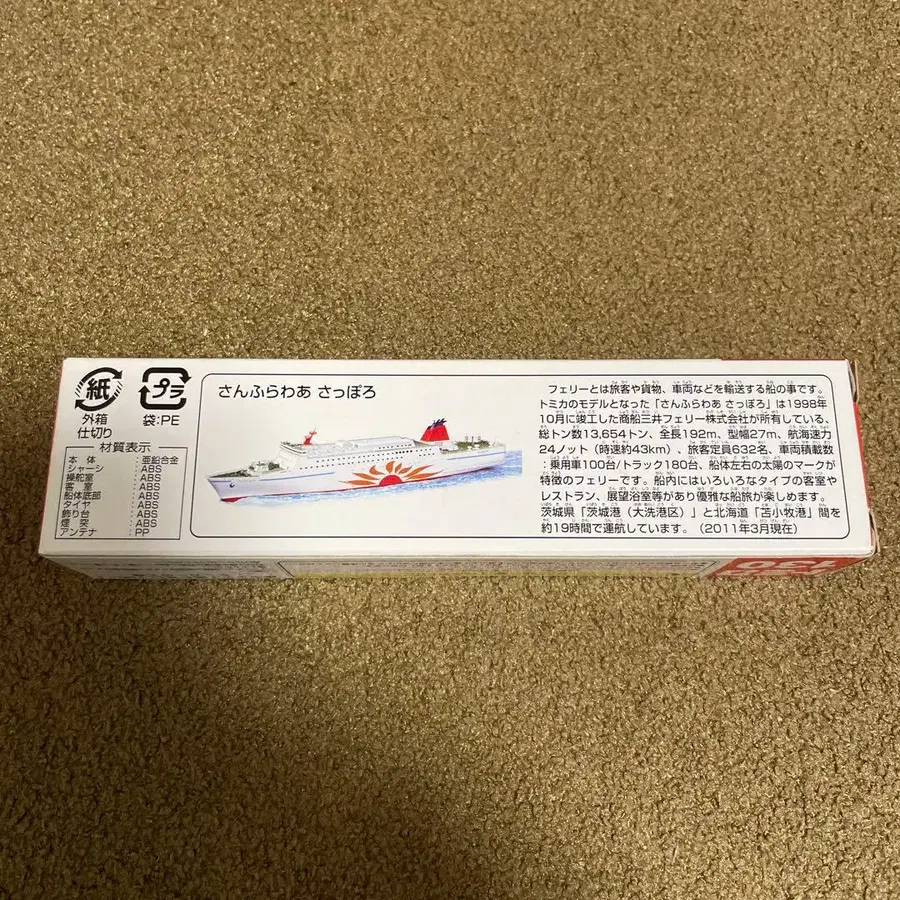 紙
外箱
仕切り
プラ
袋:PE
材質表示
本体:亜鉛合金
シャーシ:ABS
操舵室:ABS
客室:ABS
船体底部:ABS
タイヤ:ABS
飾り台:ABS
煙突:ABS
アンテナ:PP
さんふらわあ さっぽろ
フェリーとは旅客や貨物、車両などを輸送する船の事です。
トミカのモデルとなった「さんふらわあ さっぽろ」は1998年
10月に竣工した商船三井フェリー株式会社が所有している、
総トン数13,654トン、全長192m、型幅27m、航海速力
24ノット(時速約43km)、旅客定員632名、車両積載数
:乗用車100台/トラック180台、船体左右の太陽のマークが
特徴のフェリーです。船内にはいろいろなタイプの客室や
レストラン、展望浴室等があり優雅な船旅が楽しめます。
茨城県「茨城港(大洗港区)」と北海道「苫小牧港」間を
約19時間で運航しています。(2011年3月現在)
130